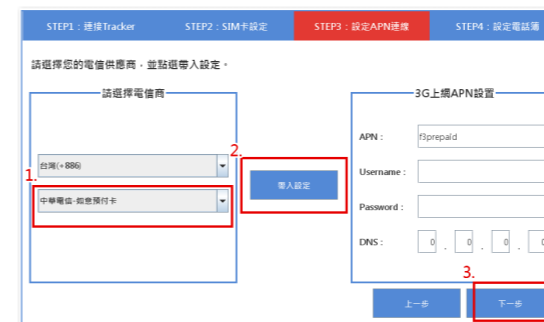 STEP1：連接Tracker
STEP2：SIM卡設定
STEP3：設定APN連線
STEP4：設定電話簿
請選擇您的電信供應商，並點選帶入設定。
請選擇電信商
台灣(+886)
1.
中華電信-如意預付卡
2.
帶入設定
3G上網APN設置
APN：
f3prepaid
Username：
Password：
DNS：
0 . 0 . 0 . 0
3.
上一步
下一步